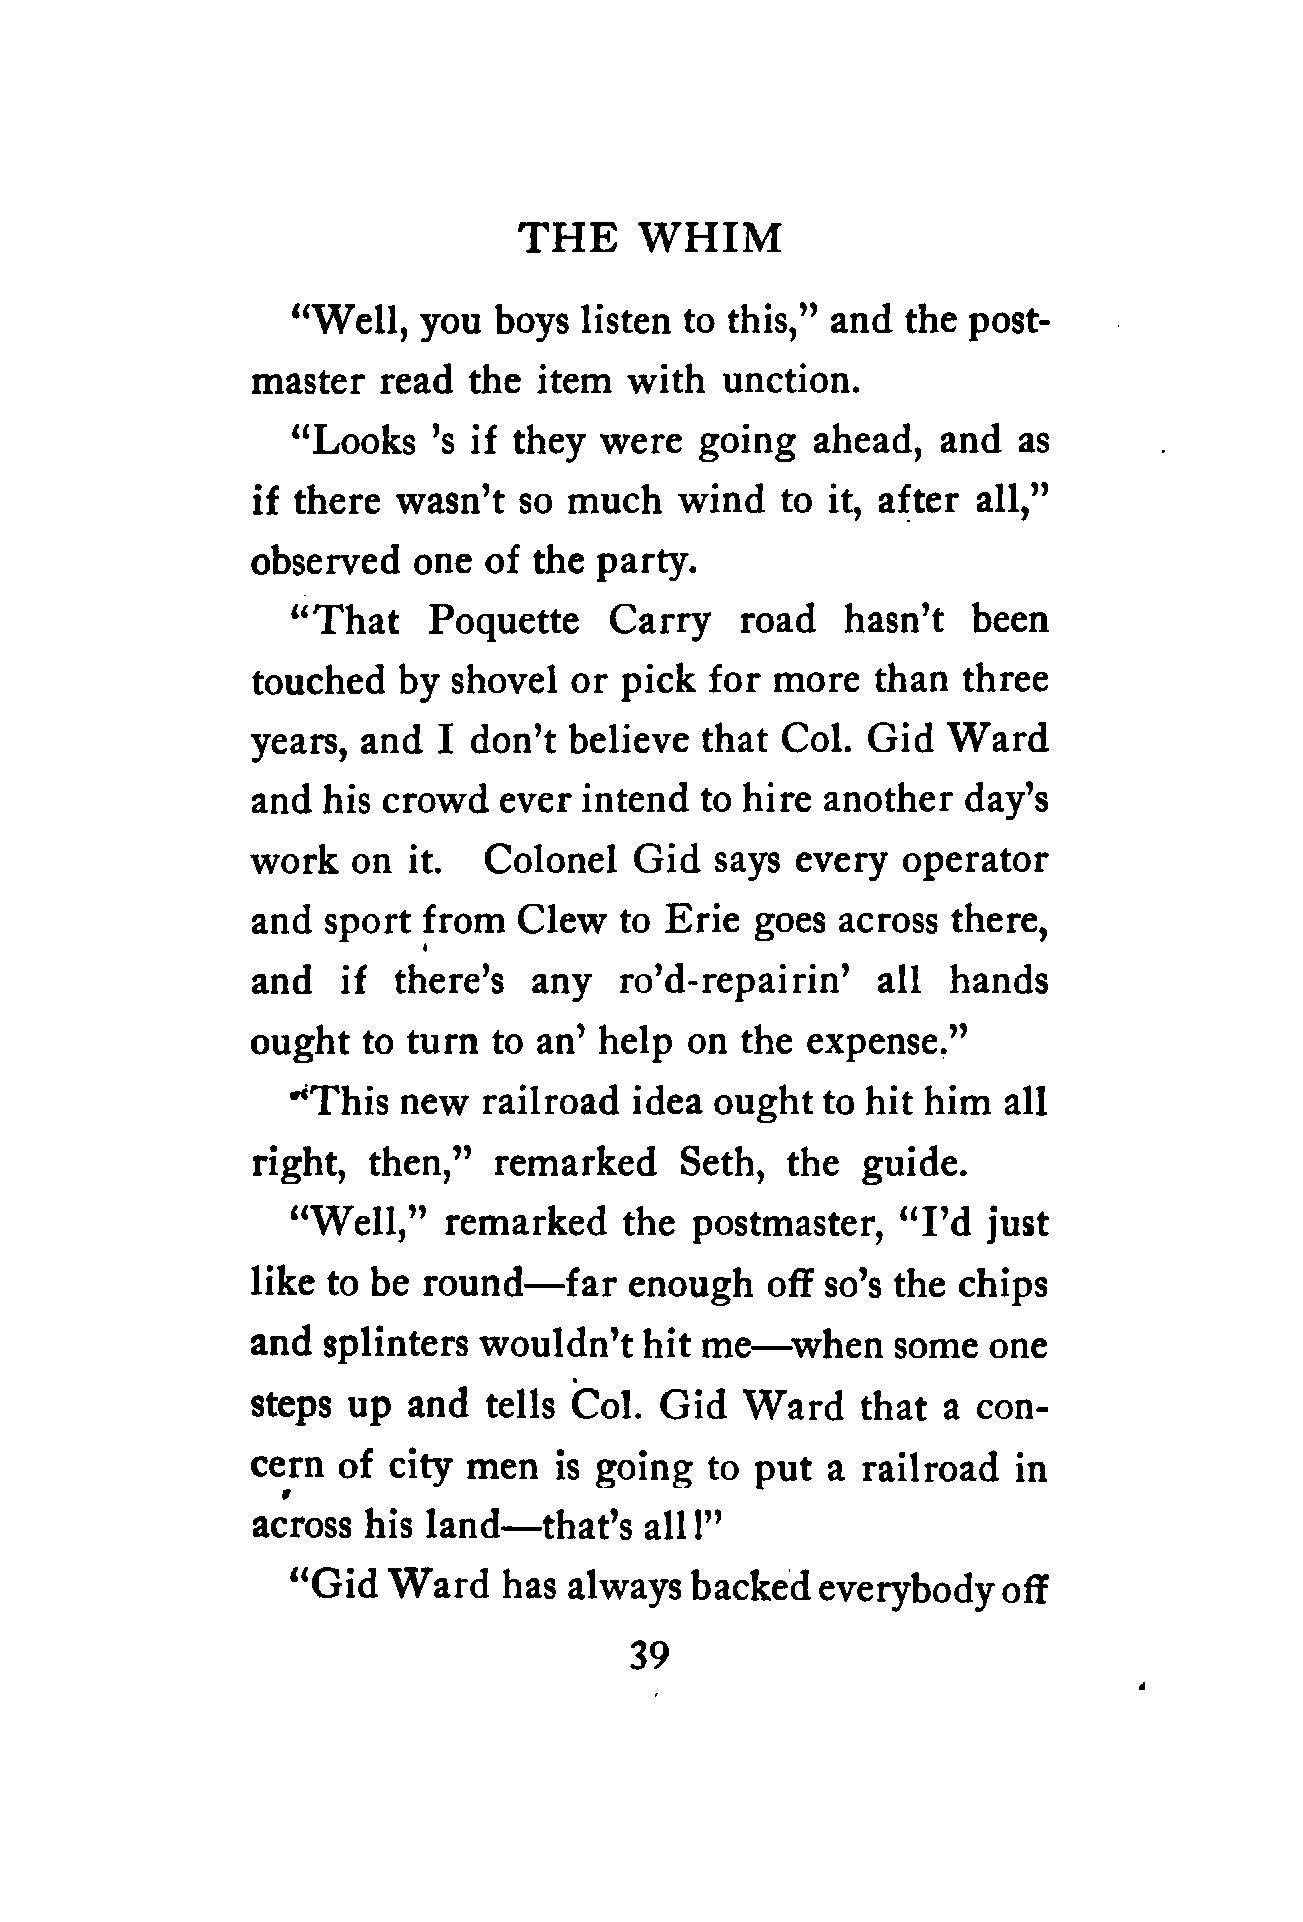 THE WHIM
“Well, you boys listen to this,” and the post-
master read the item with unction.
“Looks ’s if they were going ahead, and as
if there wasn’t so much wind to it, after all,”
observed one of the party.
“That Poquette Carry road hasn’t been
touched by shovel or pick for more than three
years, and I don’t believe that Col. Gid Ward
and his crowd ever intend to hire another day’s
work on it. Colonel Gid says every operator
and sport from Clew to Erie goes across there,
and if there’s any ro’d-repairin’ all hands
ought to turn to an’ help on the expense.”
“This new railroad idea ought to hit him all
right, then,” remarked Seth, the guide.
“Well,” remarked the postmaster, “I’d just
like to be round—far enough off so’s the chips
and splinters wouldn’t hit me—when some one
steps up and tells Col. Gid Ward that a con-
cern of city men is going to put a railroad in
across his land—that’s all!”
“Gid Ward has always backed everybody off
39